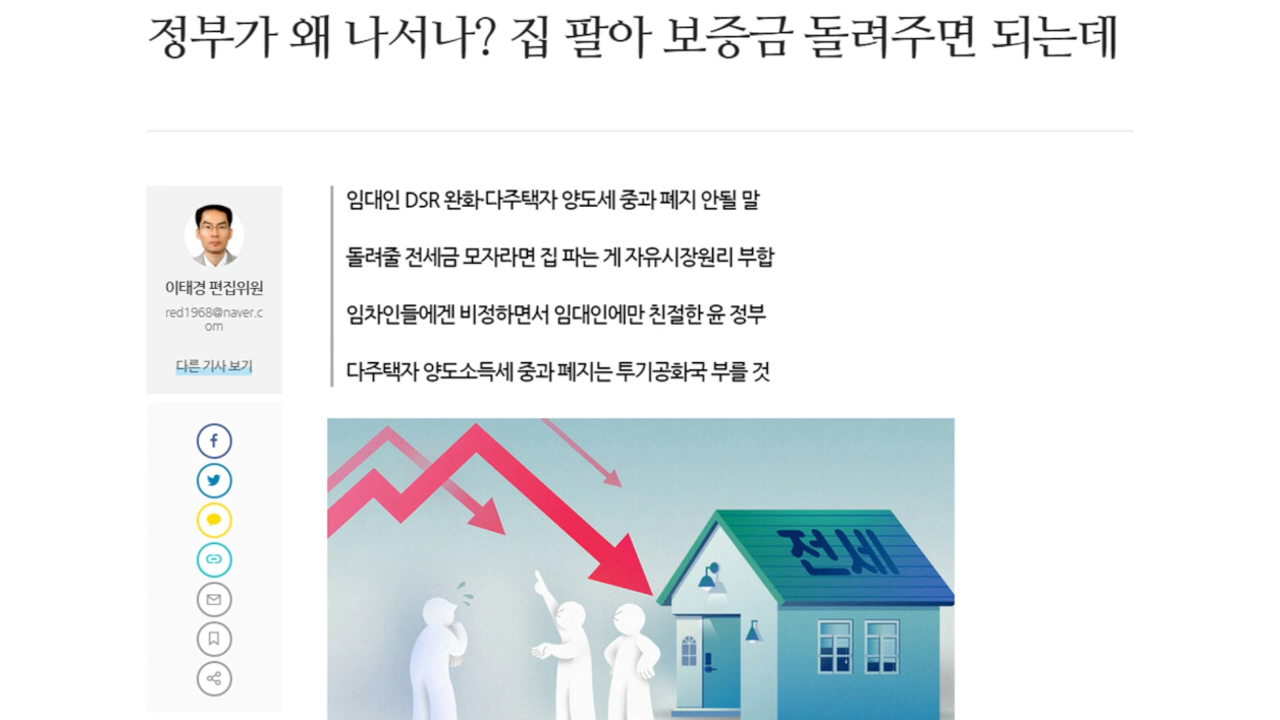 정부가 왜 나서나? 집 팔아 보증금 돌려주면 되는데
이태경 편집위원
red1968@naver.c
om
다른 기사 보기
임대인 DSR 완화·다주택자 양도세 중과 폐지 안될 말
돌려줄 전세금 모자라면 집 파는 게 자유시장원리 부합
임차인들에겐 비정하면서 임대인에만 친절한 윤 정부
다주택자 양도소득세 중과 폐지는 투기공화국 부를 것
전세